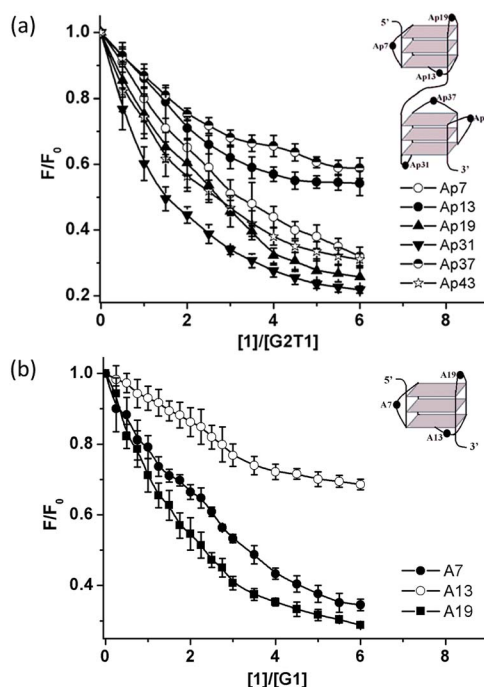 (a)
1.0
0.8
0.6
0.4
0.2
F/F0
0 2 4 6 8
[1]/[G2T1]
5’
Ap19
Ap7
Ap13
Ap37
Ap
Ap31
3’
Ap7
Ap13
Ap19
Ap31
Ap37
Ap43
(b)
1.0
0.8
0.6
0.4
F/F0
0 2 4 6 8
[1]/[G1]
5’
A19
A7
A13
3’
A7
A13
A19